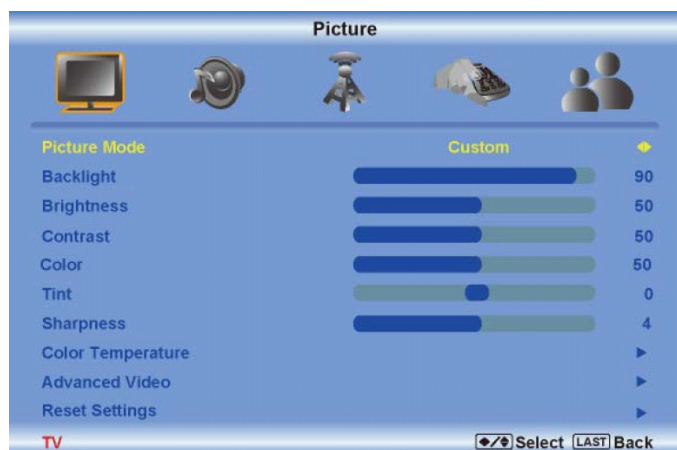 Picture
Picture Mode Custom
Backlight 90
Brightness 50
Contrast 50
Color 50
Tint 0
Sharpness 4
Color Temperature
Advanced Video
Reset Settings
TV Select LAST Back